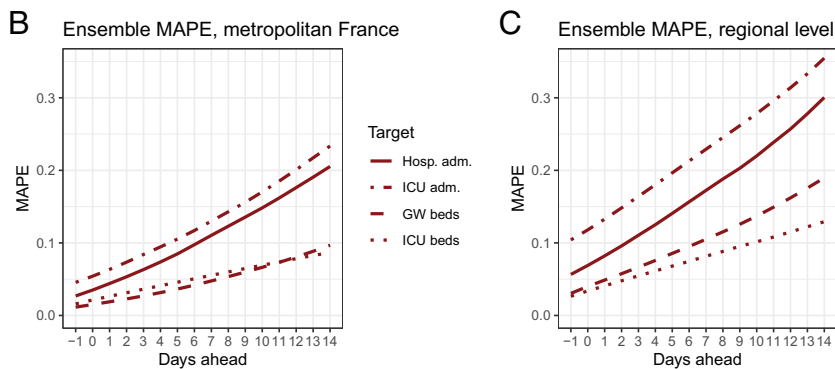 B
Ensemble MAPE, metropolitan France
0.3
0.2
0.1
0.0
MAPE
−1 0 1 2 3 4 5 6 7 8 9 10 11 12 13 14
Days ahead
Target
Hosp. adm.
ICU adm.
GW beds
ICU beds
C
Ensemble MAPE, regional level
0.3
0.2
0.1
0.0
MAPE
−1 0 1 2 3 4 5 6 7 8 9 10 11 12 13 14
Days ahead